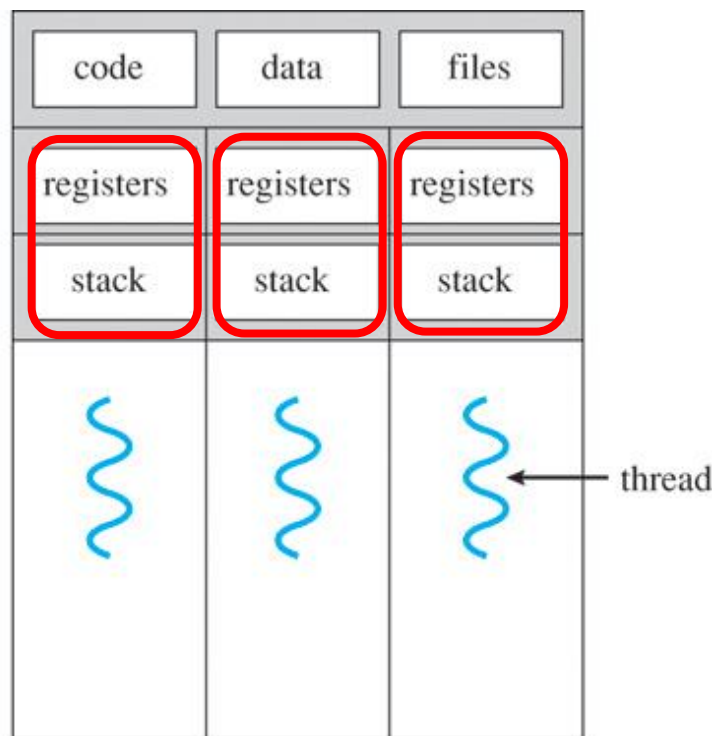 code data files
registers registers registers
stack stack stack
thread